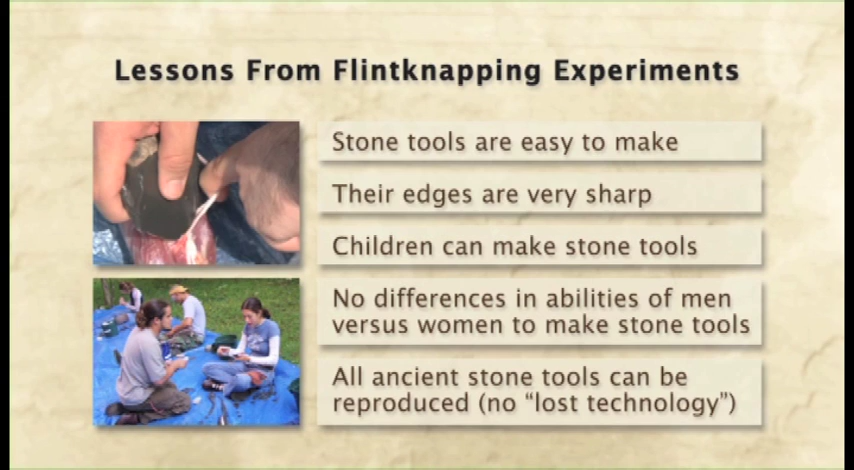 Lessons From Flintknapping Experiments
Stone tools are easy to make
Their edges are very sharp
Children can make stone tools
No differences in abilities of men
versus women to make stone tools
All ancient stone tools can be
reproduced (no “lost technology”)